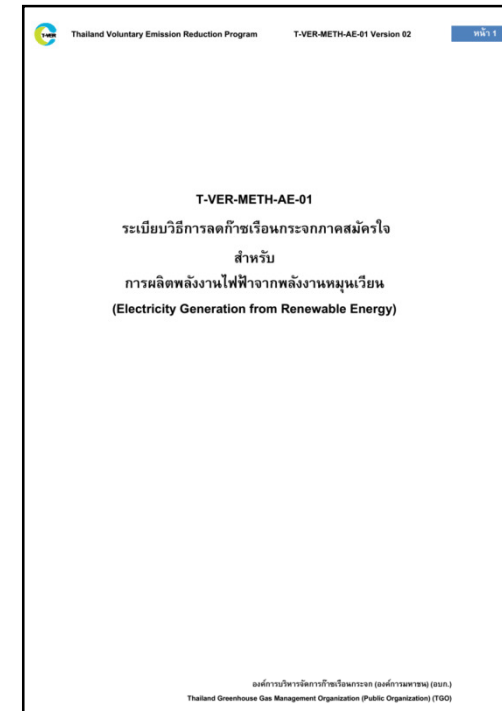 T-VER
Thailand Voluntary Emission Reduction Program T-VER-METH-AE-01 Version 02 หน้า 1
T-VER-METH-AE-01
ระเบียบวิธีการลดก๊าซเรือนกระจกภาคสมัครใจ
สำหรับ
การผลิตพลังงานไฟฟ้าจากพลังงานหมุนเวียน
(Electricity Generation from Renewable Energy)
องค์การบริหารจัดการก๊าซเรือนกระจก (องค์การมหาชน) (อบก.)
Thailand Greenhouse Gas Management Organization (Public Organization) (TGO)